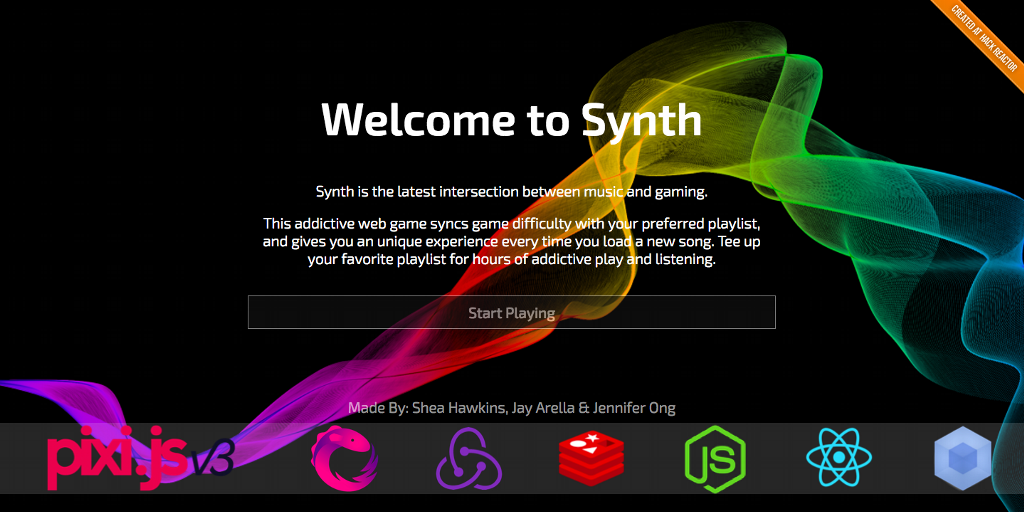 CREATED AT HACK REACTOR
Welcome to Synth
Synth is the latest intersection between music and gaming.
This addictive web game syncs game difficulty with your preferred playlist,
and gives you an unique experience every time you load a new song. Tee up
your favorite playlist for hours of addictive play and listening.
Start Playing
Made By: Shea Hawkins, Jay Arella & Jennifer Ong
pixi.js v3
JS